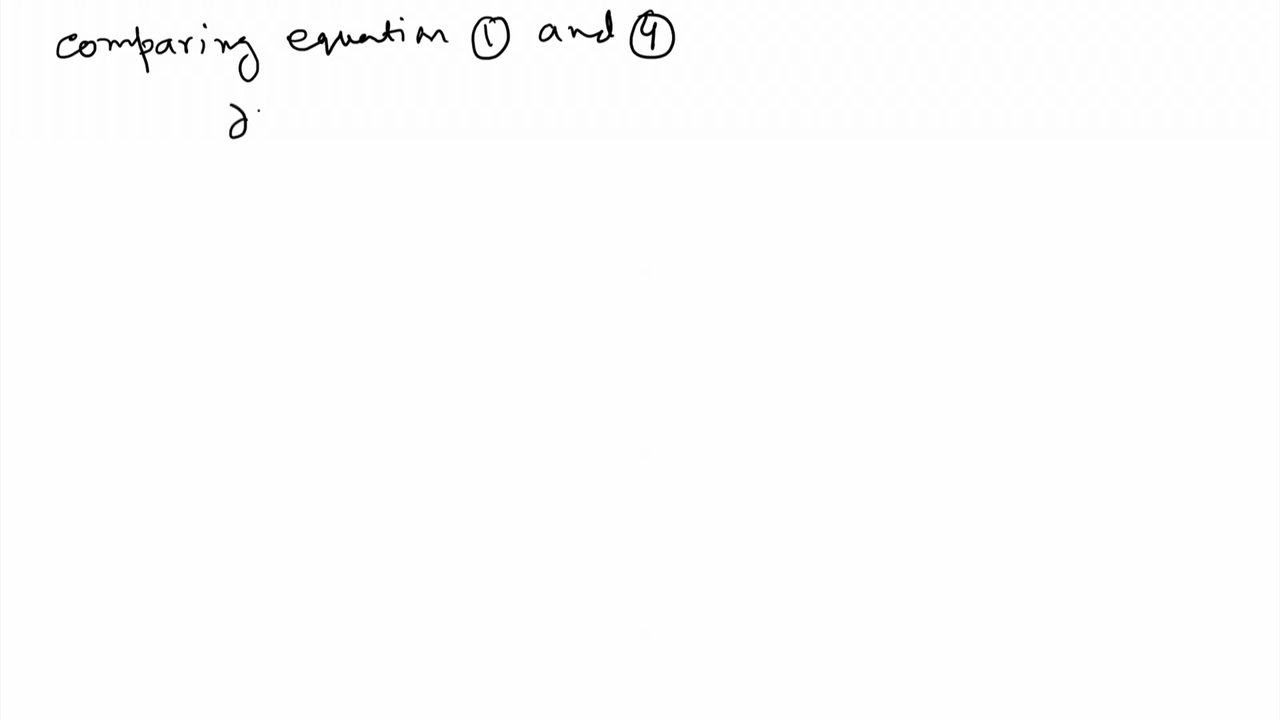 comparing equation ① and ④
∂